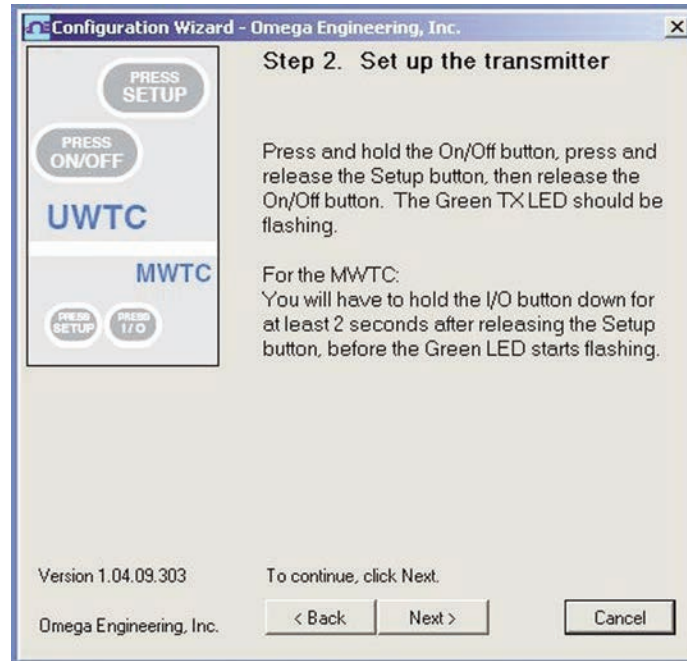 Configuration Wizard - Omega Engineering, Inc.
PRESS
SETUP
PRESS
ON/OFF
UWTC
MWTC
PRESS
SETUP
PRESS
I/O
Step 2. Set up the transmitter
Press and hold the On/Off button, press and
release the Setup button, then release the
On/Off button. The Green TX LED should be
flashing.
For the MWTC:
You will have to hold the I/O button down for
at least 2 seconds after releasing the Setup
button, before the Green LED starts flashing.
Version 1.04.09.303
To continue, click Next.
Omega Engineering, Inc.
< Back
Next >
Cancel